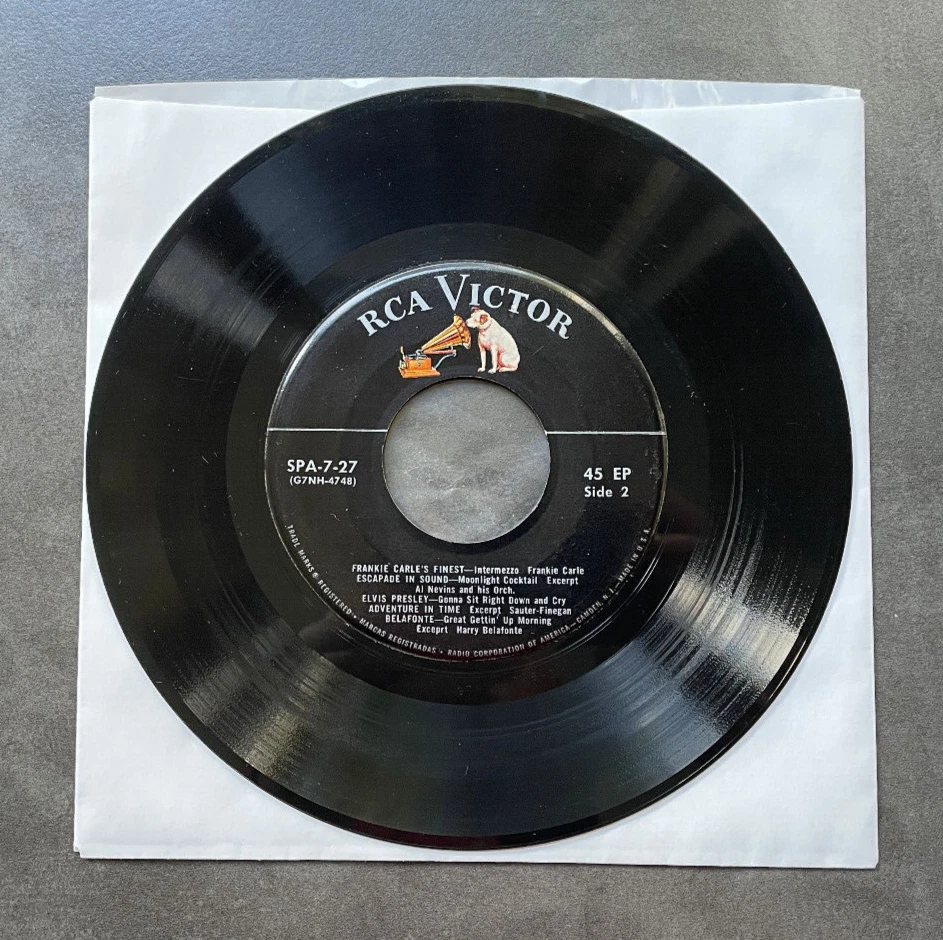 RCA VICTOR
SPA-7-27
(G7NH-4748)
45 EP
Side 2
FRANKIE CARLE'S FINEST—Intermezzo Frankie Carle
ESCAPADE IN SOUND—Moonlight Cocktail Excerpt
Al Nevins and his Orch.
ELVIS PRESLEY—Gonna Sit Right Down and Cry
ADVERTURE IN TIME Excerpt Sauter-Finegan
BELAFONTE—Great Gettin' Up Morning
Exceprt Harry Belafonte
TRADE MARKS ® REGISTERED • MARCAS REGISTRADAS • RADIO CORPORATION OF AMERICA—CAMDEN, N. J. MADE IN U.S.A.